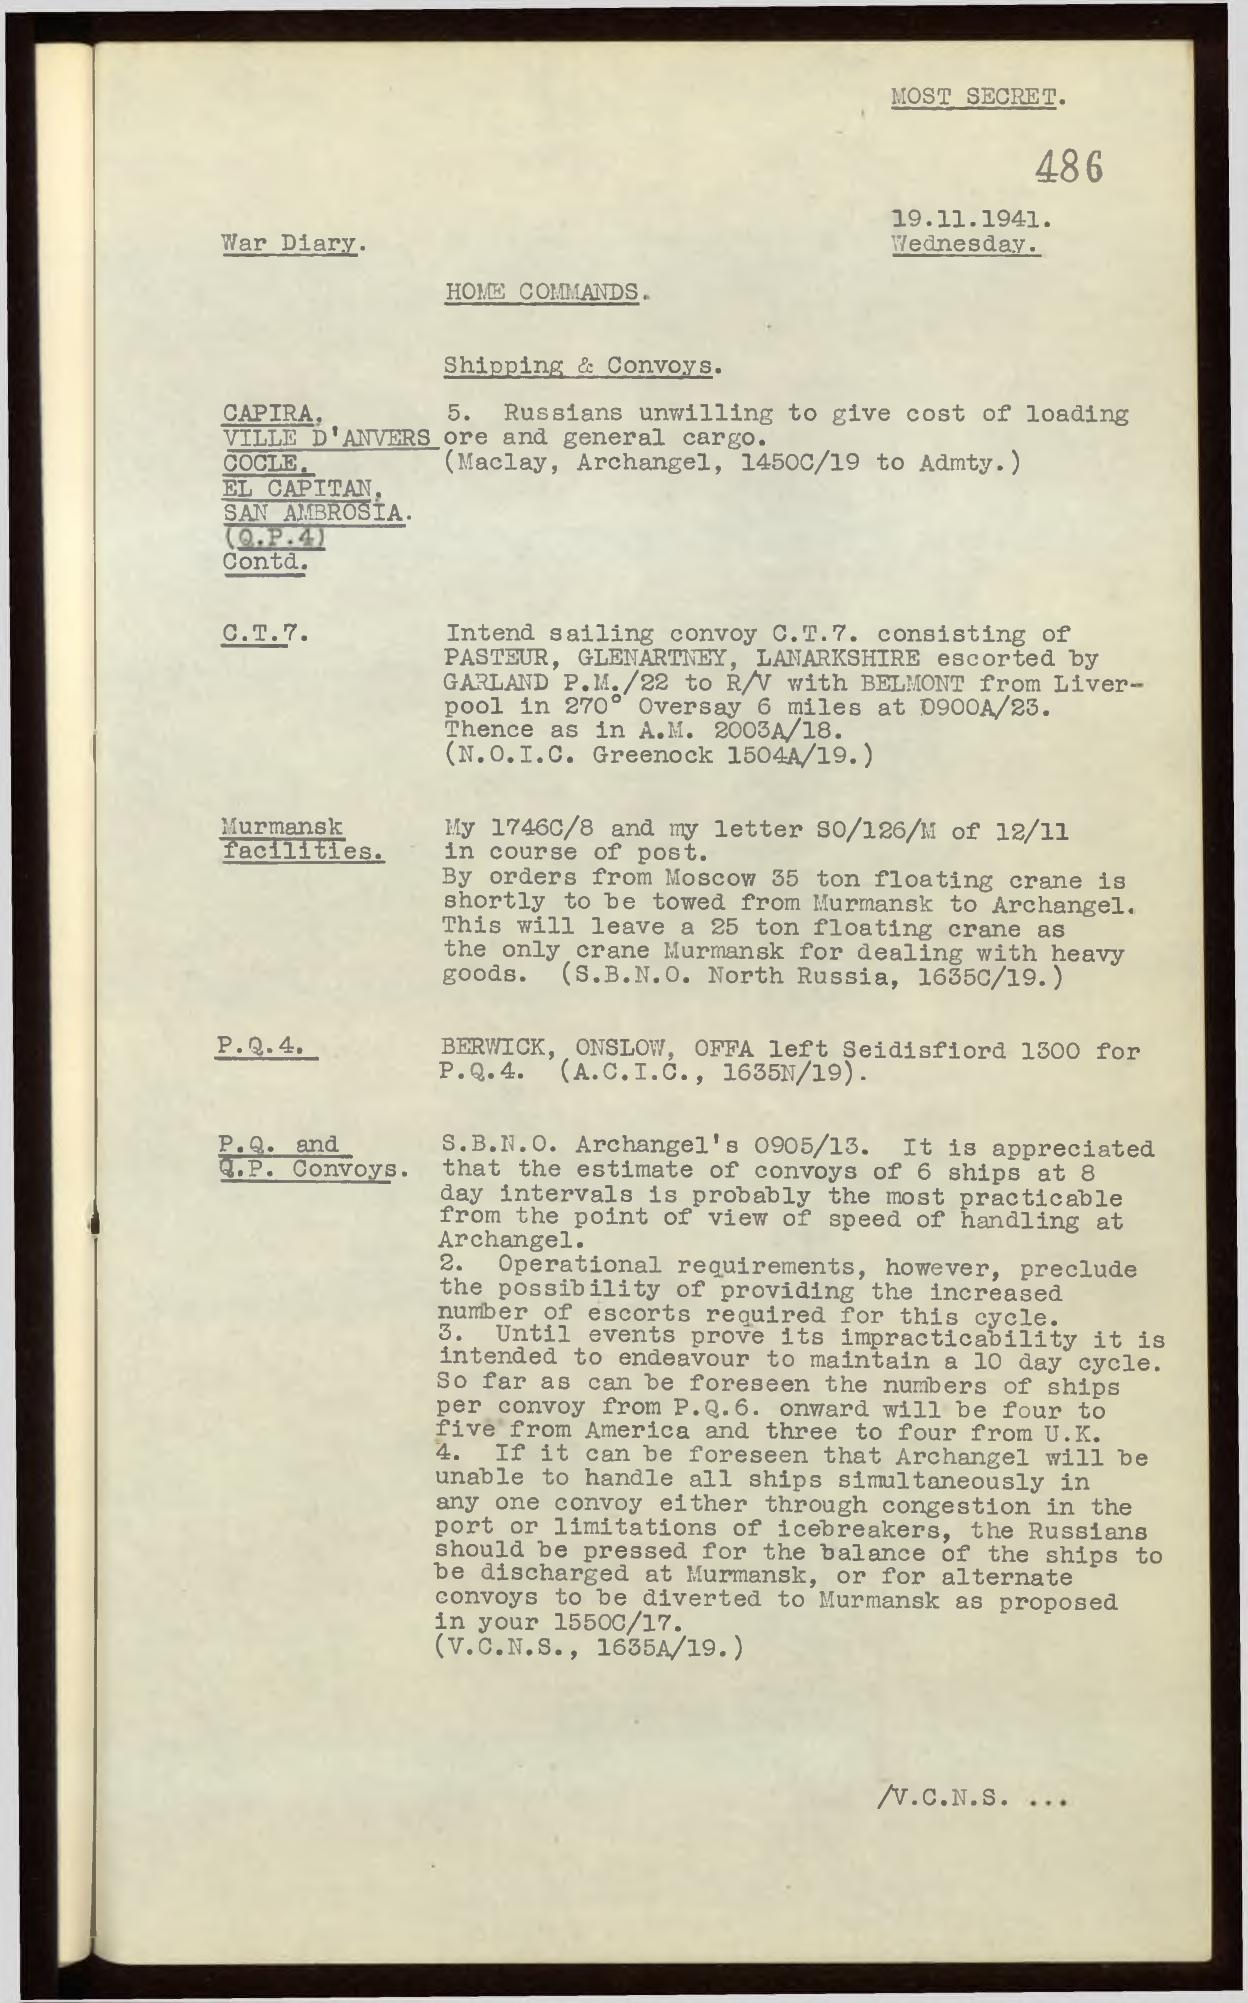 MOST SECRET.
486
19.11.1941.
War Diary.
Wednesday.
HOME COMMANDS.
Shipping & Convoys.
CAPIRA,
VILLE D'ANVERS
COCLE,
EL CAPITAN,
SAN AMBROSIA.
(Q.P.4)
Contd.
5. Russians unwilling to give cost of loading
ore and general cargo.
(Maclay, Archangel, 1450C/19 to Admty.)
C.T.7.
Intend sailing convoy C.T.7. consisting of
PASTEUR, GLENARTNEY, LANARKSHIRE escorted by
GARLAND P.M./22 to R/V with BELMONT from Liver-
pool in 270° Oversay 6 miles at 0900A/23.
Thence as in A.M. 2003A/18.
(N.O.I.C. Greenock 1504A/19.)
Murmansk
facilities.
My 1746C/8 and my letter SO/126/M of 12/11
in course of post.
By orders from Moscow 35 ton floating crane is
shortly to be towed from Murmansk to Archangel.
This will leave a 25 ton floating crane as
the only crane Murmansk for dealing with heavy
goods. (S.B.N.O. North Russia, 1635C/19.)
P.Q.4.
BERWICK, ONSLOW, OFFA left Seidisfiord 1300 for
P.Q.4. (A.C.I.C., 1635N/19).
P.Q. and
Q.P. Convoys.
S.B.N.O. Archangel's 0905/13. It is appreciated
that the estimate of convoys of 6 ships at 8
day intervals is probably the most practicable
from the point of view of speed of handling at
Archangel.
2. Operational requirements, however, preclude
the possibility of providing the increased
number of escorts required for this cycle.
3. Until events prove its impracticability it is
intended to endeavour to maintain a 10 day cycle.
So far as can be foreseen the numbers of ships
per convoy from P.Q.6. onward will be four to
five from America and three to four from U.K.
4. If it can be foreseen that Archangel will be
unable to handle all ships simultaneously in
any one convoy either through congestion in the
port or limitations of icebreakers, the Russians
should be pressed for the balance of the ships to
be discharged at Murmansk, or for alternate
convoys to be diverted to Murmansk as proposed
in your 1550C/17.
(V.C.N.S., 1635A/19.)
/V.C.N.S. ...